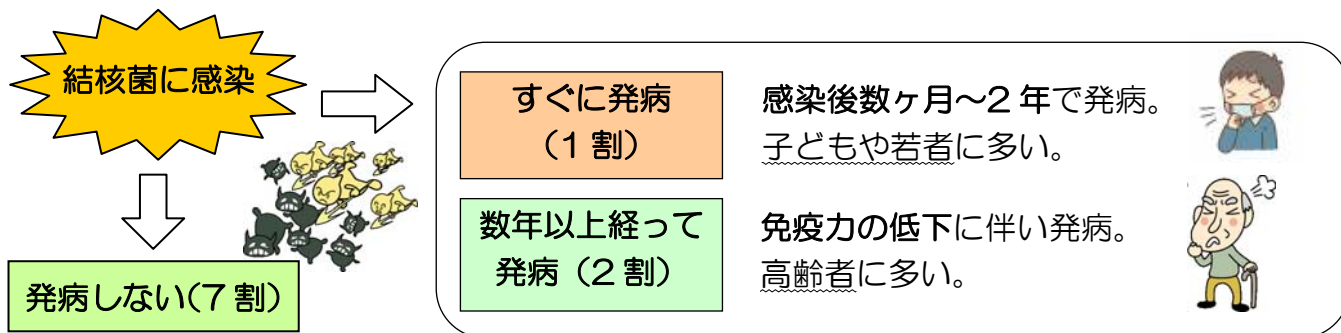 結核菌に感染
すぐに発病
（１割）
感染後数ヶ月～2 年で発病。
子どもや若者に多い。
数年以上経って
発病（2 割）
免疫力の低下に伴い発病。
高齢者に多い。
発病しない(7 割)